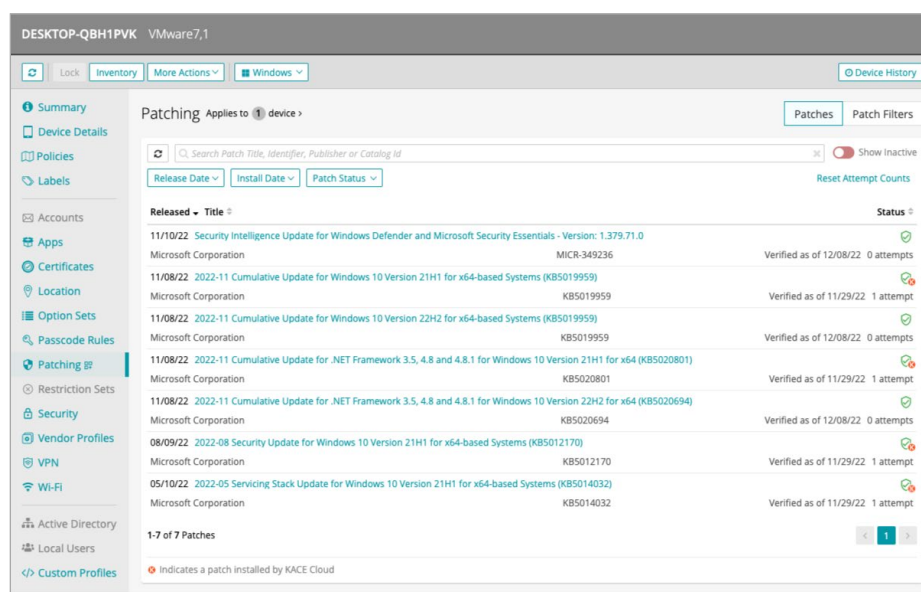 DESKTOP-QBH1PVK VMware7,1
Lock Inventory More Actions Windows Device History
Summary
Device Details
Policies
Labels
Accounts
Apps
Certificates
Location
Option Sets
Passcode Rules
Patching
Restriction Sets
Security
Vendor Profiles
VPN
Wi-Fi
Active Directory
Local Users
Custom Profiles
Patching Applies to 1 device
Patches Patch Filters
Search Patch Title, Identifier, Publisher or Catalog Id
Show Inactive
Release Date Install Date Patch Status Reset Attempt Counts
Released Title Status
11/10/22 Security Intelligence Update for Windows Defender and Microsoft Security Essentials - Version: 1.379.71.0
Microsoft Corporation MICR-349236 Verified as of 12/08/22 0 attempts
11/08/22 2022-11 Cumulative Update for Windows 10 Version 21H1 for x64-based Systems (KB5019959)
Microsoft Corporation KB5019959 Verified as of 11/29/22 1 attempt
11/08/22 2022-11 Cumulative Update for Windows 10 Version 22H2 for x64-based Systems (KB5019959)
Microsoft Corporation KB5019959 Verified as of 12/08/22 0 attempts
11/08/22 2022-11 Cumulative Update for .NET Framework 3.5, 4.8 and 4.8.1 for Windows 10 Version 21H1 for x64 (KB5020801)
Microsoft Corporation KB5020801 Verified as of 11/29/22 1 attempt
11/08/22 2022-11 Cumulative Update for .NET Framework 3.5, 4.8 and 4.8.1 for Windows 10 Version 22H2 for x64 (KB5020694)
Microsoft Corporation KB5020694 Verified as of 12/08/22 0 attempts
08/09/22 2022-08 Security Update for Windows 10 Version 21H1 for x64-based Systems (KB5012170)
Microsoft Corporation KB5012170 Verified as of 11/29/22 1 attempt
05/10/22 2022-05 Servicing Stack Update for Windows 10 Version 21H1 for x64-based Systems (KB5014032)
Microsoft Corporation KB5014032 Verified as of 11/29/22 1 attempt
1-7 of 7 Patches 1
Indicates a patch installed by KACE Cloud